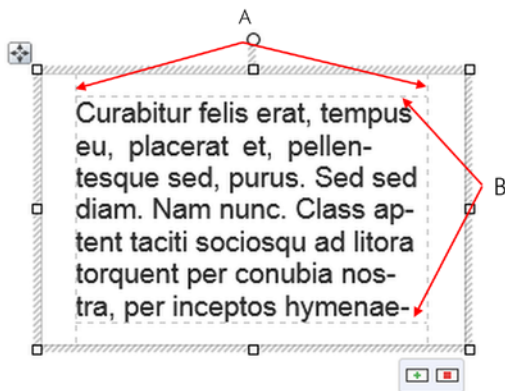 A
Curabitur felis erat, tempus
eu, placerat et, pellen-
tesque sed, purus. Sed sed
diam. Nam nunc. Class ap-
tent taciti sociosqu ad litora
torquent per conubia nos-
tra, per inceptos hymenae-
B